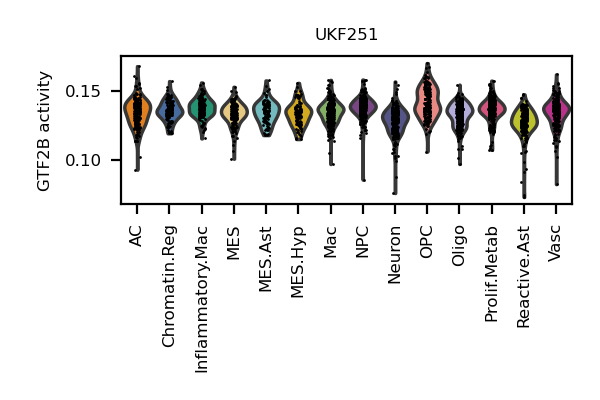 UKF251
GTF2B activity
0.15
0.10
AC
Chromatin.Reg
Inflammatory.Mac
MES
MES.Ast
MES.Hyp
Mac
NPC
Neuron
OPC
Oligo
Prolif.Metab
Reactive.Ast
Vasc